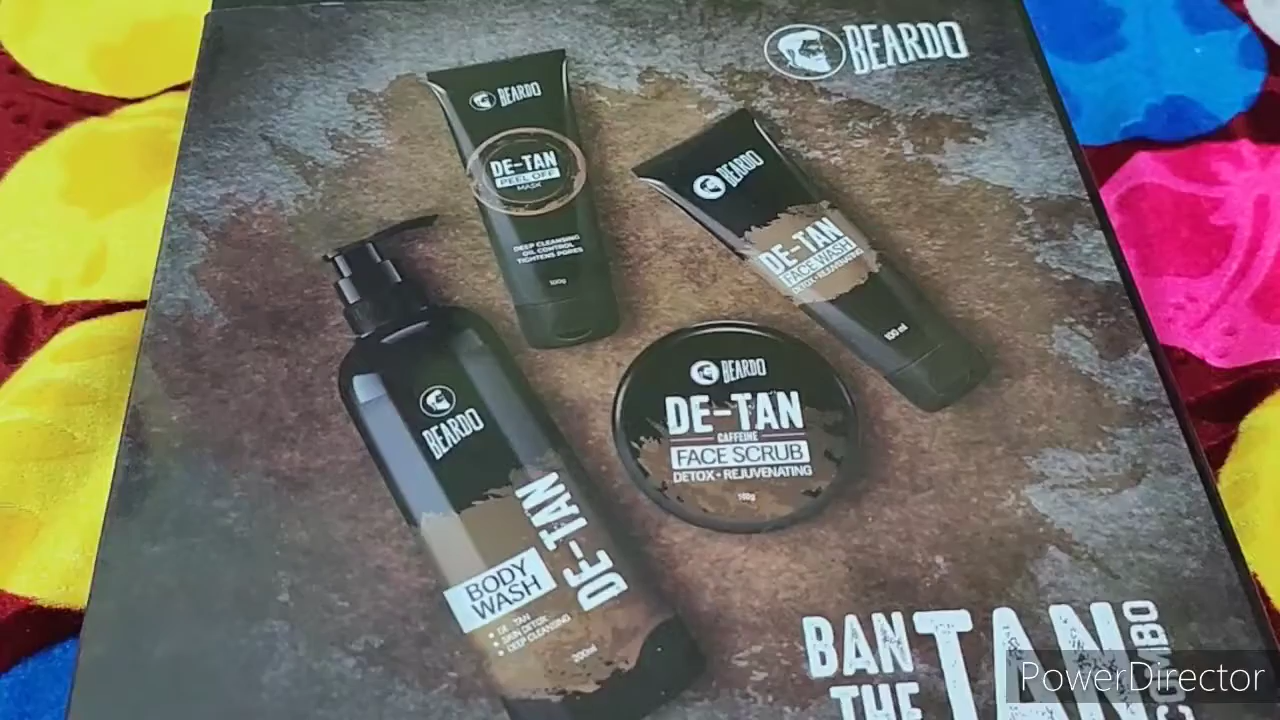 BEARDO
BEARDO
DE-TAN
PEEL OFF
MASK
DEEP CLEANSING
OIL CONTROL
TIGHTENS PORES
100g
BEARDO
DE-TAN
FACE WASH
DETOX • REJUVENATING
100 ml
BEARDO
DE-TAN
CAFFEINE
FACE SCRUB
DETOX • REJUVENATING
100g
BEARDO
DE-TAN
BODY
WASH
• DE-TAN
• SKIN DETOX
• DEEP CLEANSING
200ml
BAN
THE
TAN
COMBO
PowerDirector